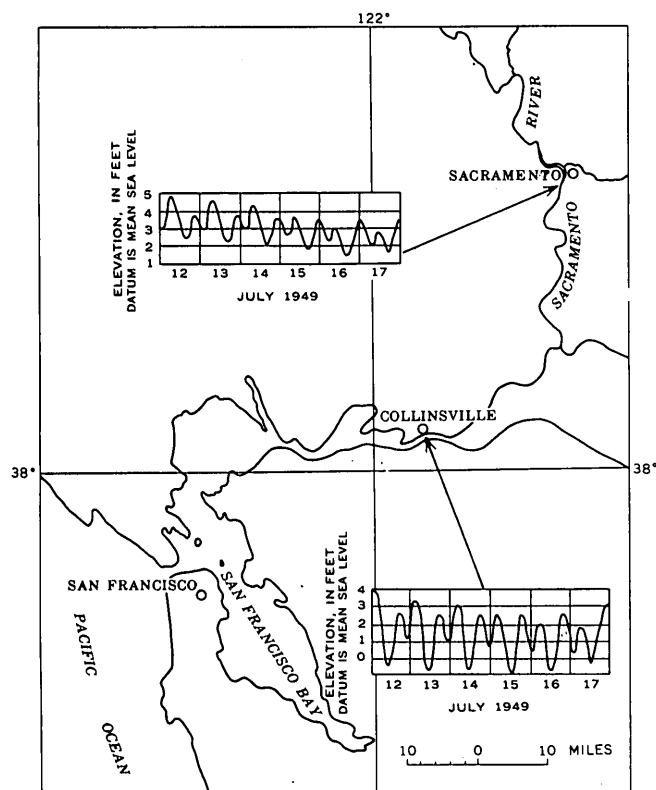 122°
RIVER
SACRAMENTO
SACRAMENTO
ELEVATION, IN FEET
DATUM IS MEAN SEA LEVEL
5
4
3
2
1
12 13 14 15 16 17
JULY 1949
COLLINSVILLE
38°
38°
SAN FRANCISCO
SAN FRANCISCO BAY
PACIFIC
OCEAN
ELEVATION, IN FEET
DATUM IS MEAN SEA LEVEL
4
3
2
1
0
12 13 14 15 16 17
JULY 1949
10 0 10 MILES